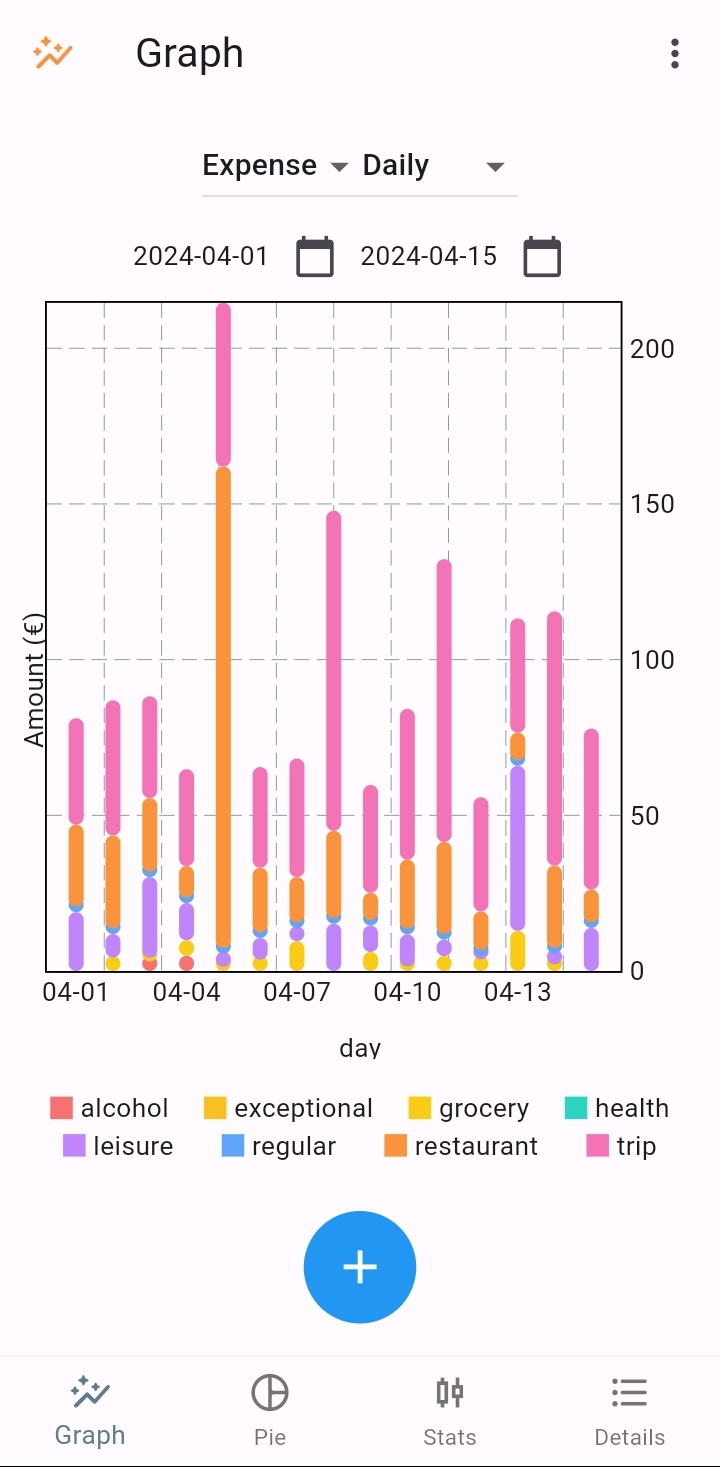 Graph
Expense Daily
2024-04-01 2024-04-15
200
150
100
50
0
Amount (€)
04-01 04-04 04-07 04-10 04-13
day
alcohol exceptional grocery health
leisure regular restaurant trip
+
Graph Pie Stats Details